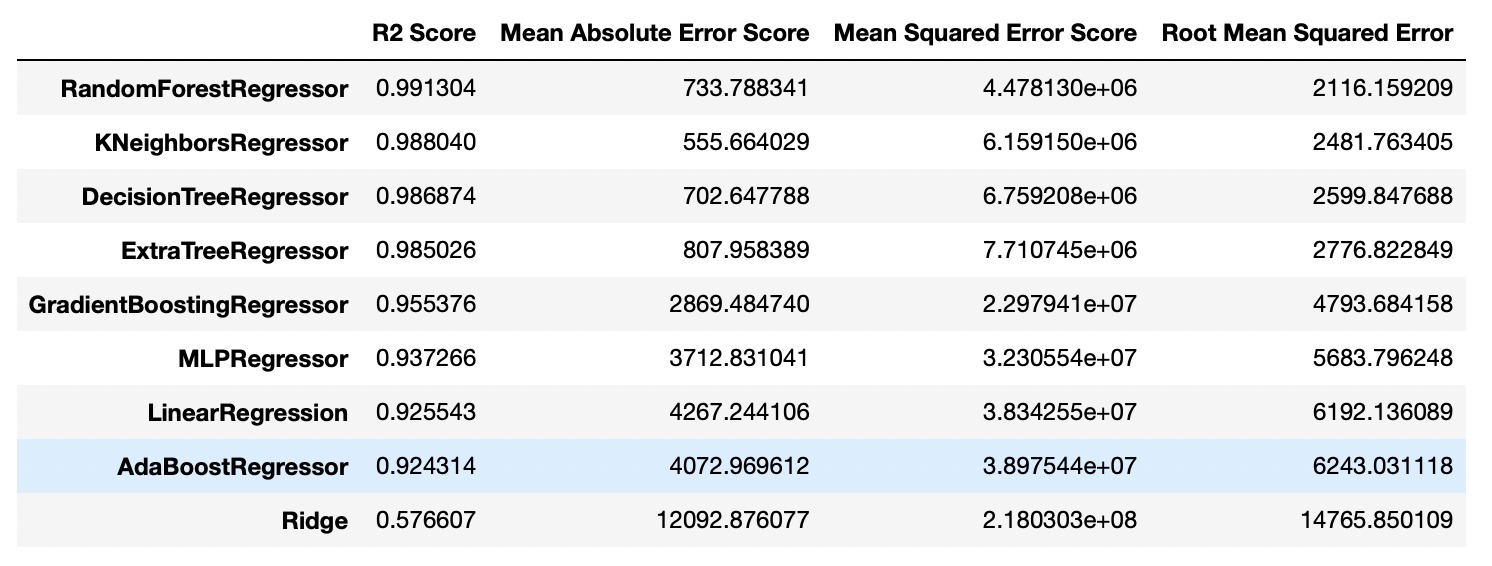 R2 Score Mean Absolute Error Score Mean Squared Error Score Root Mean Squared Error
RandomForestRegressor 0.991304 733.788341 4.478130e+06 2116.159209
KNeighborsRegressor 0.988040 555.664029 6.159150e+06 2481.763405
DecisionTreeRegressor 0.986874 702.647788 6.759208e+06 2599.847688
ExtraTreeRegressor 0.985026 807.958389 7.710745e+06 2776.822849
GradientBoostingRegressor 0.955376 2869.484740 2.297941e+07 4793.684158
MLPRegressor 0.937266 3712.831041 3.230554e+07 5683.796248
LinearRegression 0.925543 4267.244106 3.834255e+07 6192.136089
AdaBoostRegressor 0.924314 4072.969612 3.897544e+07 6243.031118
Ridge 0.576607 12092.876077 2.180303e+08 14765.850109